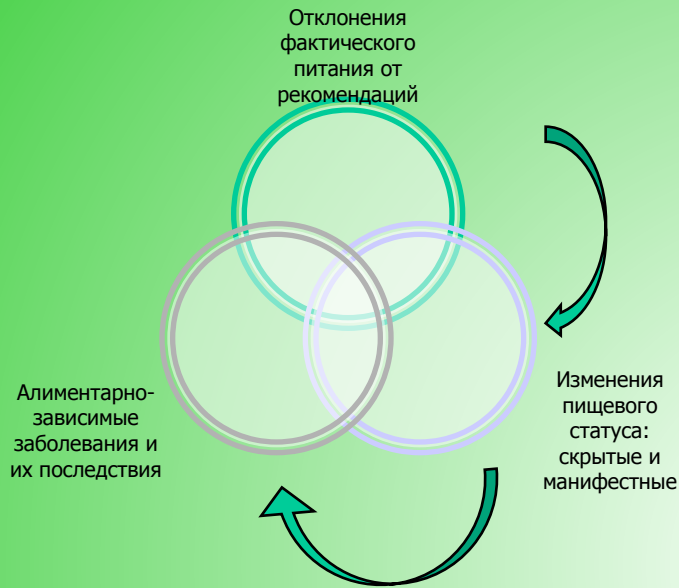 Отклонения
фактического
питания от
рекомендаций
Алиментарно-
зависимые
заболевания и
их последствия
Изменения
пищевого
статуса:
скрытые и
манифестные